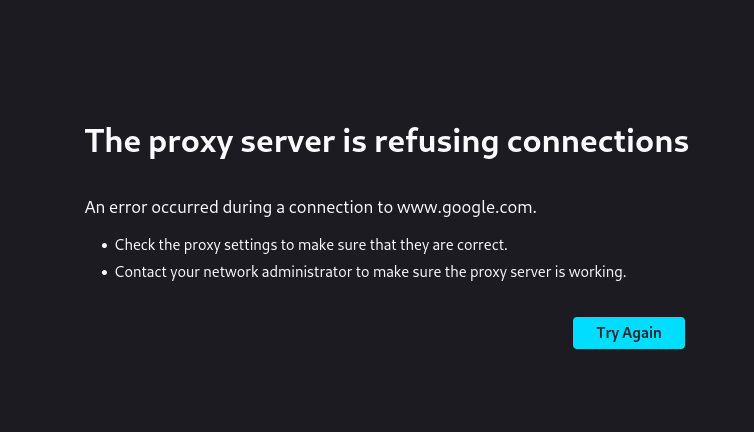 The proxy server is refusing connections
An error occurred during a connection to www.google.com.
• Check the proxy settings to make sure that they are correct.
• Contact your network administrator to make sure the proxy server is working.
Try Again